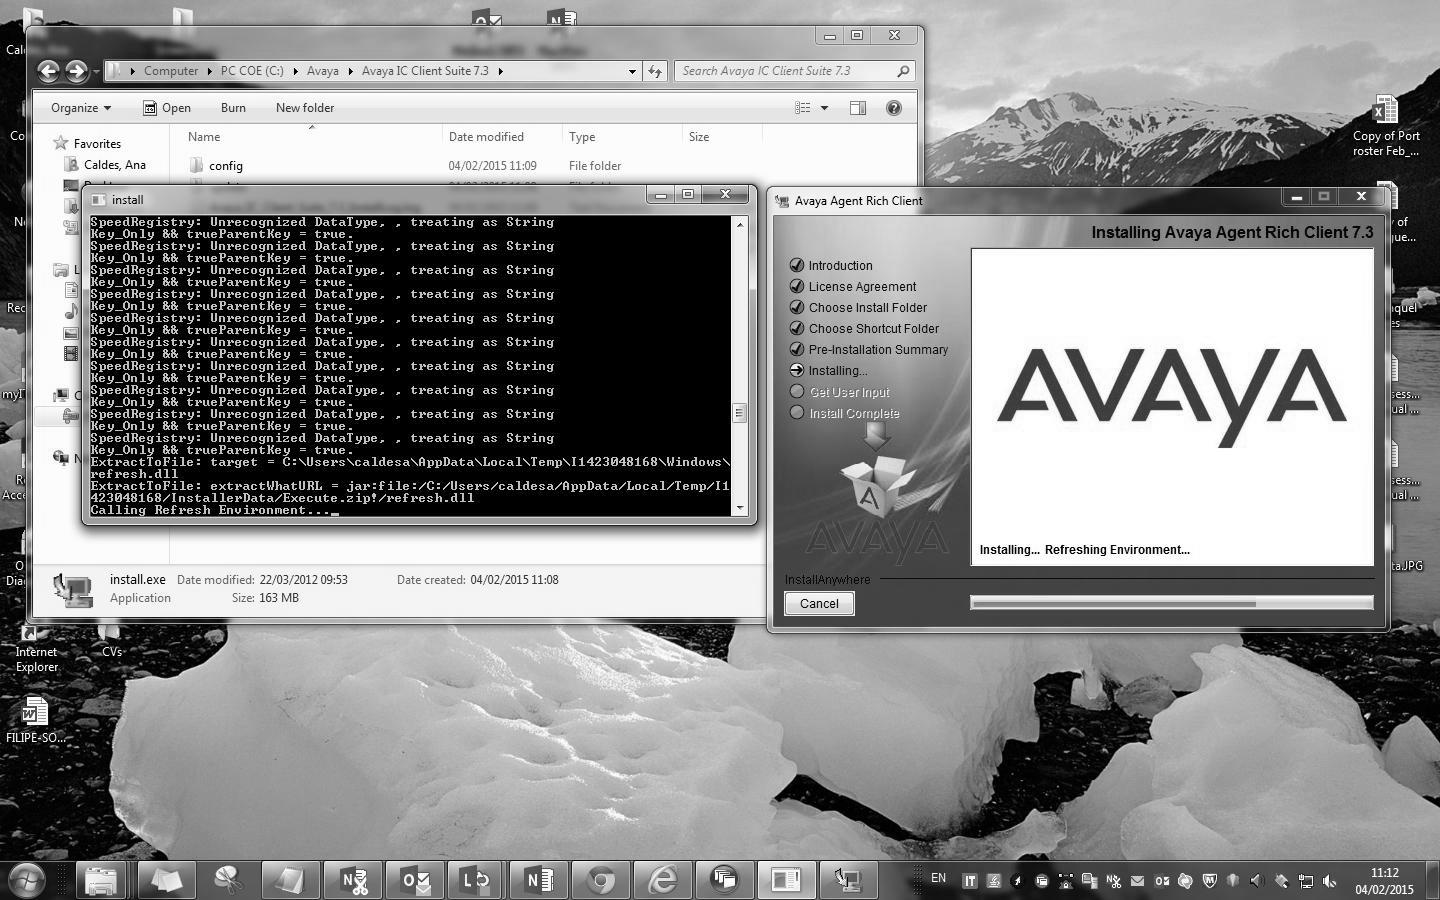 Computer ▸ PC COE (C:) ▸ Avaya ▸ Avaya IC Client Suite 7.3 ▸
Search Avaya IC Client Suite 7.3
Organize Open Burn New folder
Name Date modified Type Size
Favorites
Caldes, Ana
config 04/02/2015 11:09 File folder
install
SpeedRegistry: Unrecognized DataType, , treating as String
Key_Only && trueParentKey = true.
SpeedRegistry: Unrecognized DataType, , treating as String
Key_Only && trueParentKey = true.
SpeedRegistry: Unrecognized DataType, , treating as String
Key_Only && trueParentKey = true.
SpeedRegistry: Unrecognized DataType, , treating as String
Key_Only && trueParentKey = true.
SpeedRegistry: Unrecognized DataType, , treating as String
Key_Only && trueParentKey = true.
SpeedRegistry: Unrecognized DataType, , treating as String
Key_Only && trueParentKey = true.
SpeedRegistry: Unrecognized DataType, , treating as String
Key_Only && trueParentKey = true.
SpeedRegistry: Unrecognized DataType, , treating as String
Key_Only && trueParentKey = true.
SpeedRegistry: Unrecognized DataType, , treating as String
Key_Only && trueParentKey = true.
SpeedRegistry: Unrecognized DataType, , treating as String
Key_Only && trueParentKey = true.
ExtractToFile: target = C:\Users\caldesa\AppData\Local\Temp\I1423048168\Windows\
refresh.dll
ExtractToFile: extractWhatURL = jar:file:/C:/Users/caldesa/AppData/Local/Temp/I1
423048168/InstallerData/Execute.zip!/refresh.dll
Calling Refresh Environment..._
install.exe Date modified: 22/03/2012 09:53 Date created: 04/02/2015 11:08
Application Size: 163 MB
Avaya Agent Rich Client
Installing Avaya Agent Rich Client 7.3
Introduction
License Agreement
Choose Install Folder
Choose Shortcut Folder
Pre-Installation Summary
Installing...
Get User Input
Install Complete
AVAYA
AVAYA
Installing... Refreshing Environment...
InstallAnywhere
Cancel
Copy of Port
roster Feb_...
Internet
Explorer
CVs
FILIPE-SO...
EN
11:12
04/02/2015